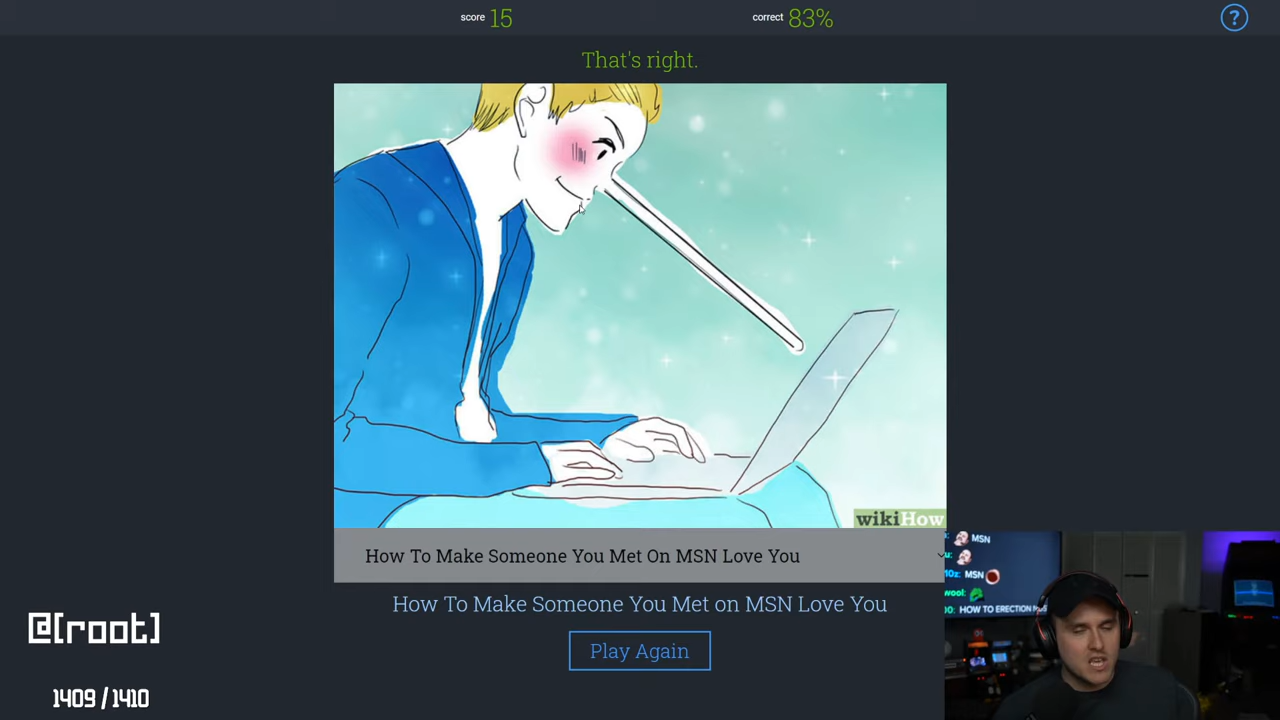 score 15
correct 83%
?
That's right.
wikiHow
How To Make Someone You Met On MSN Love You
How To Make Someone You Met on MSN Love You
Play Again
@[root]
1409 / 1410
MSN
MSN
HOW TO ERECTION